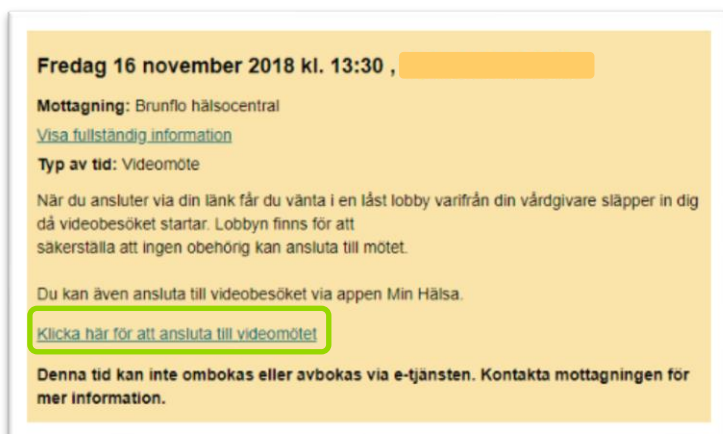 Fredag 16 november 2018 kl. 13:30 ,
Mottagning: Brunflo hälsocentral
Visa fullständig information
Typ av tid: Videomöte
När du ansluter via din länk får du vänta i en låst lobby varifrån din vårdgivare släpper in dig
då videobesöket startar. Lobbyn finns för att
säkerställa att ingen obehörig kan ansluta till mötet.
Du kan även ansluta till videobesöket via appen Min Hälsa.
Klicka här för att ansluta till videomötet
Denna tid kan inte ombokas eller avbokas via e-tjänsten. Kontakta mottagningen för
mer information.